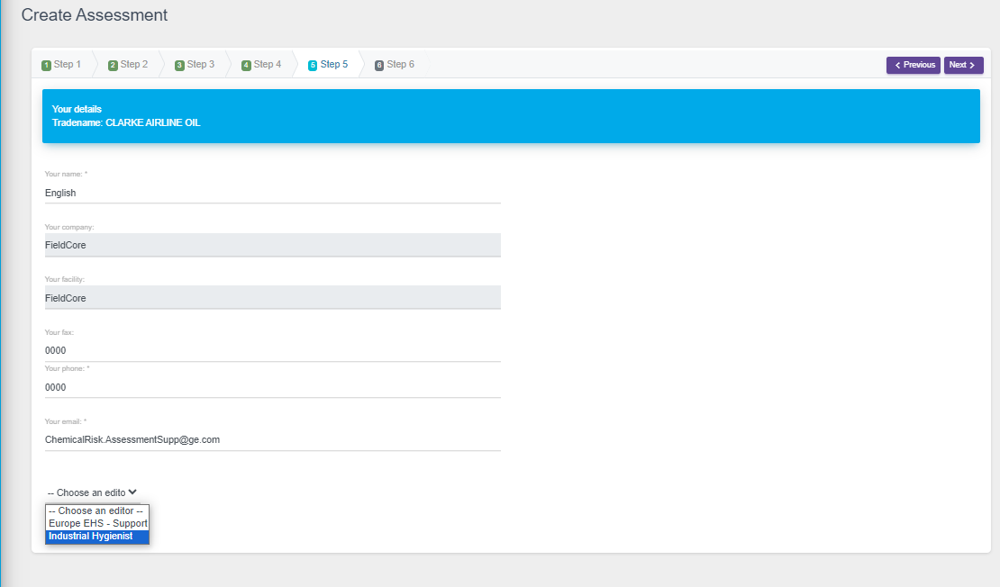 Create Assessment
1 Step 1 2 Step 2 3 Step 3 4 Step 4 5 Step 5 6 Step 6 Previous Next
Your details
Tradename: CLARKE AIRLINE OIL
Your name: *
English
Your company:
FieldCore
Your facility:
FieldCore
Your fax:
0000
Your phone: *
0000
Your email: *
ChemicalRisk.AssessmentSupp@ge.com
-- Choose an edito
-- Choose an editor --
Europe EHS - Support
Industrial Hygienist